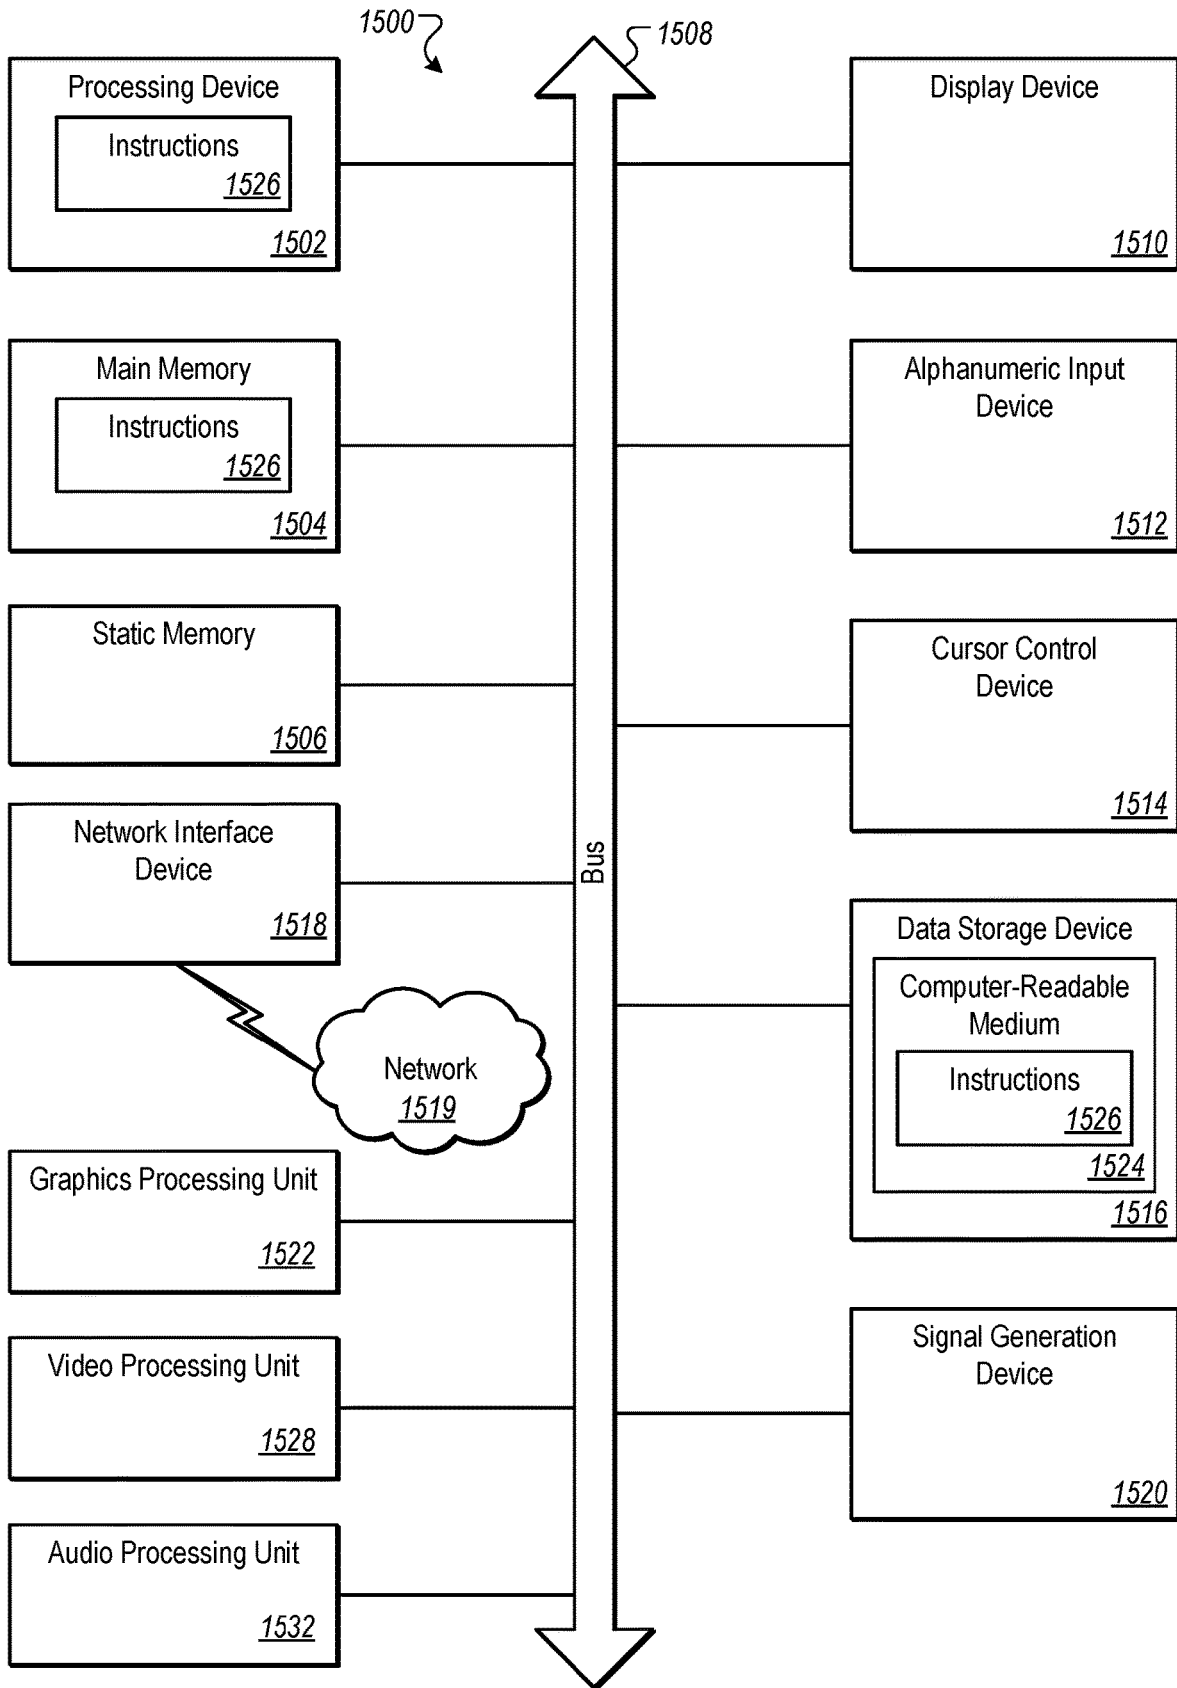 1500
1508
Processing Device
Instructions
1526
1502
Main Memory
Instructions
1526
1504
Static Memory
1506
Network Interface
Device
1518
Network
1519
Graphics Processing Unit
1522
Video Processing Unit
1528
Audio Processing Unit
1532
Bus
Display Device
1510
Alphanumeric Input
Device
1512
Cursor Control
Device
1514
Data Storage Device
Computer-Readable
Medium
Instructions
1526
1524
1516
Signal Generation
Device
1520